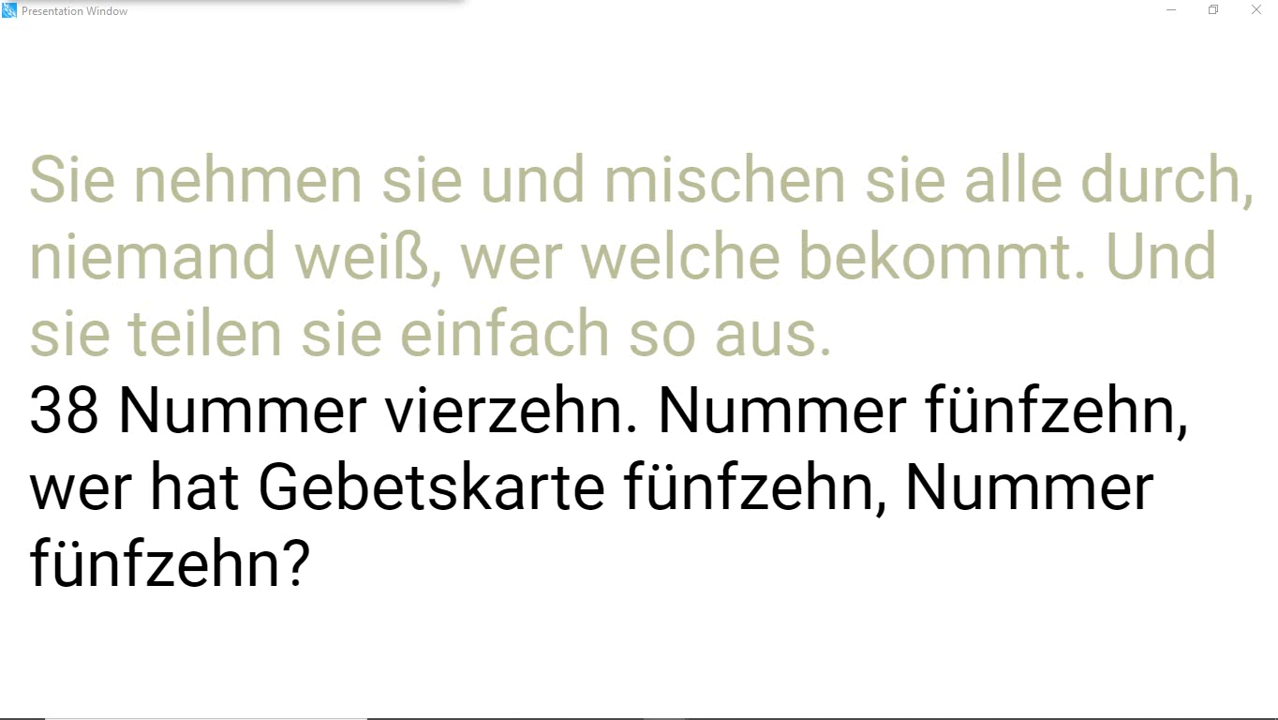 Presentation Window
Sie nehmen sie und mischen sie alle durch,
niemand weiß, wer welche bekommt. Und
sie teilen sie einfach so aus.
38 Nummer vierzehn. Nummer fünfzehn,
wer hat Gebetskarte fünfzehn, Nummer
fünfzehn?